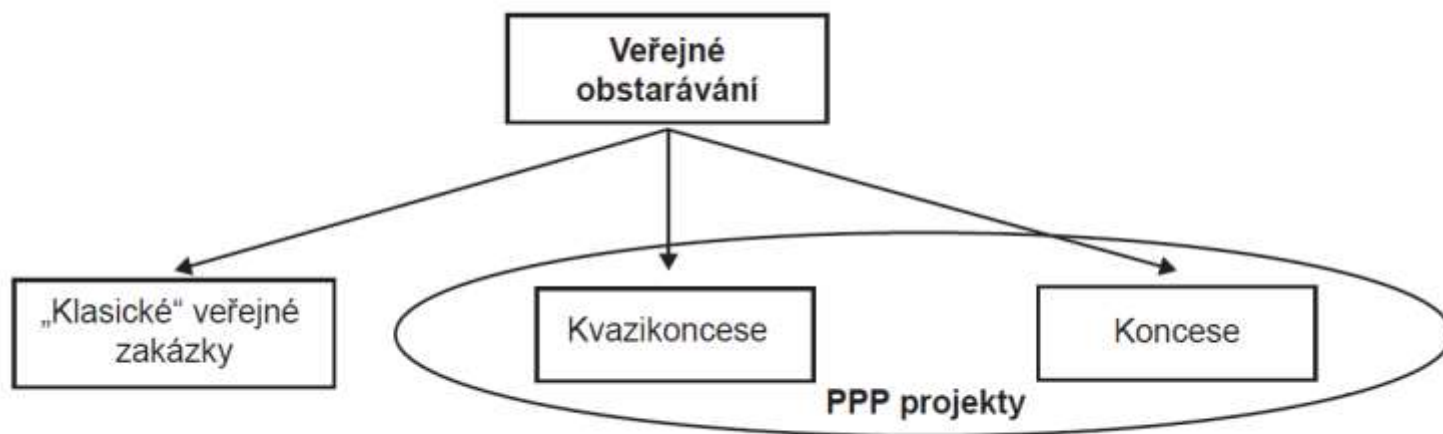 Veřejné
obstarávání
„Klasické“ veřejné
zakázky
Kvazikoncese
Koncese
PPP projekty